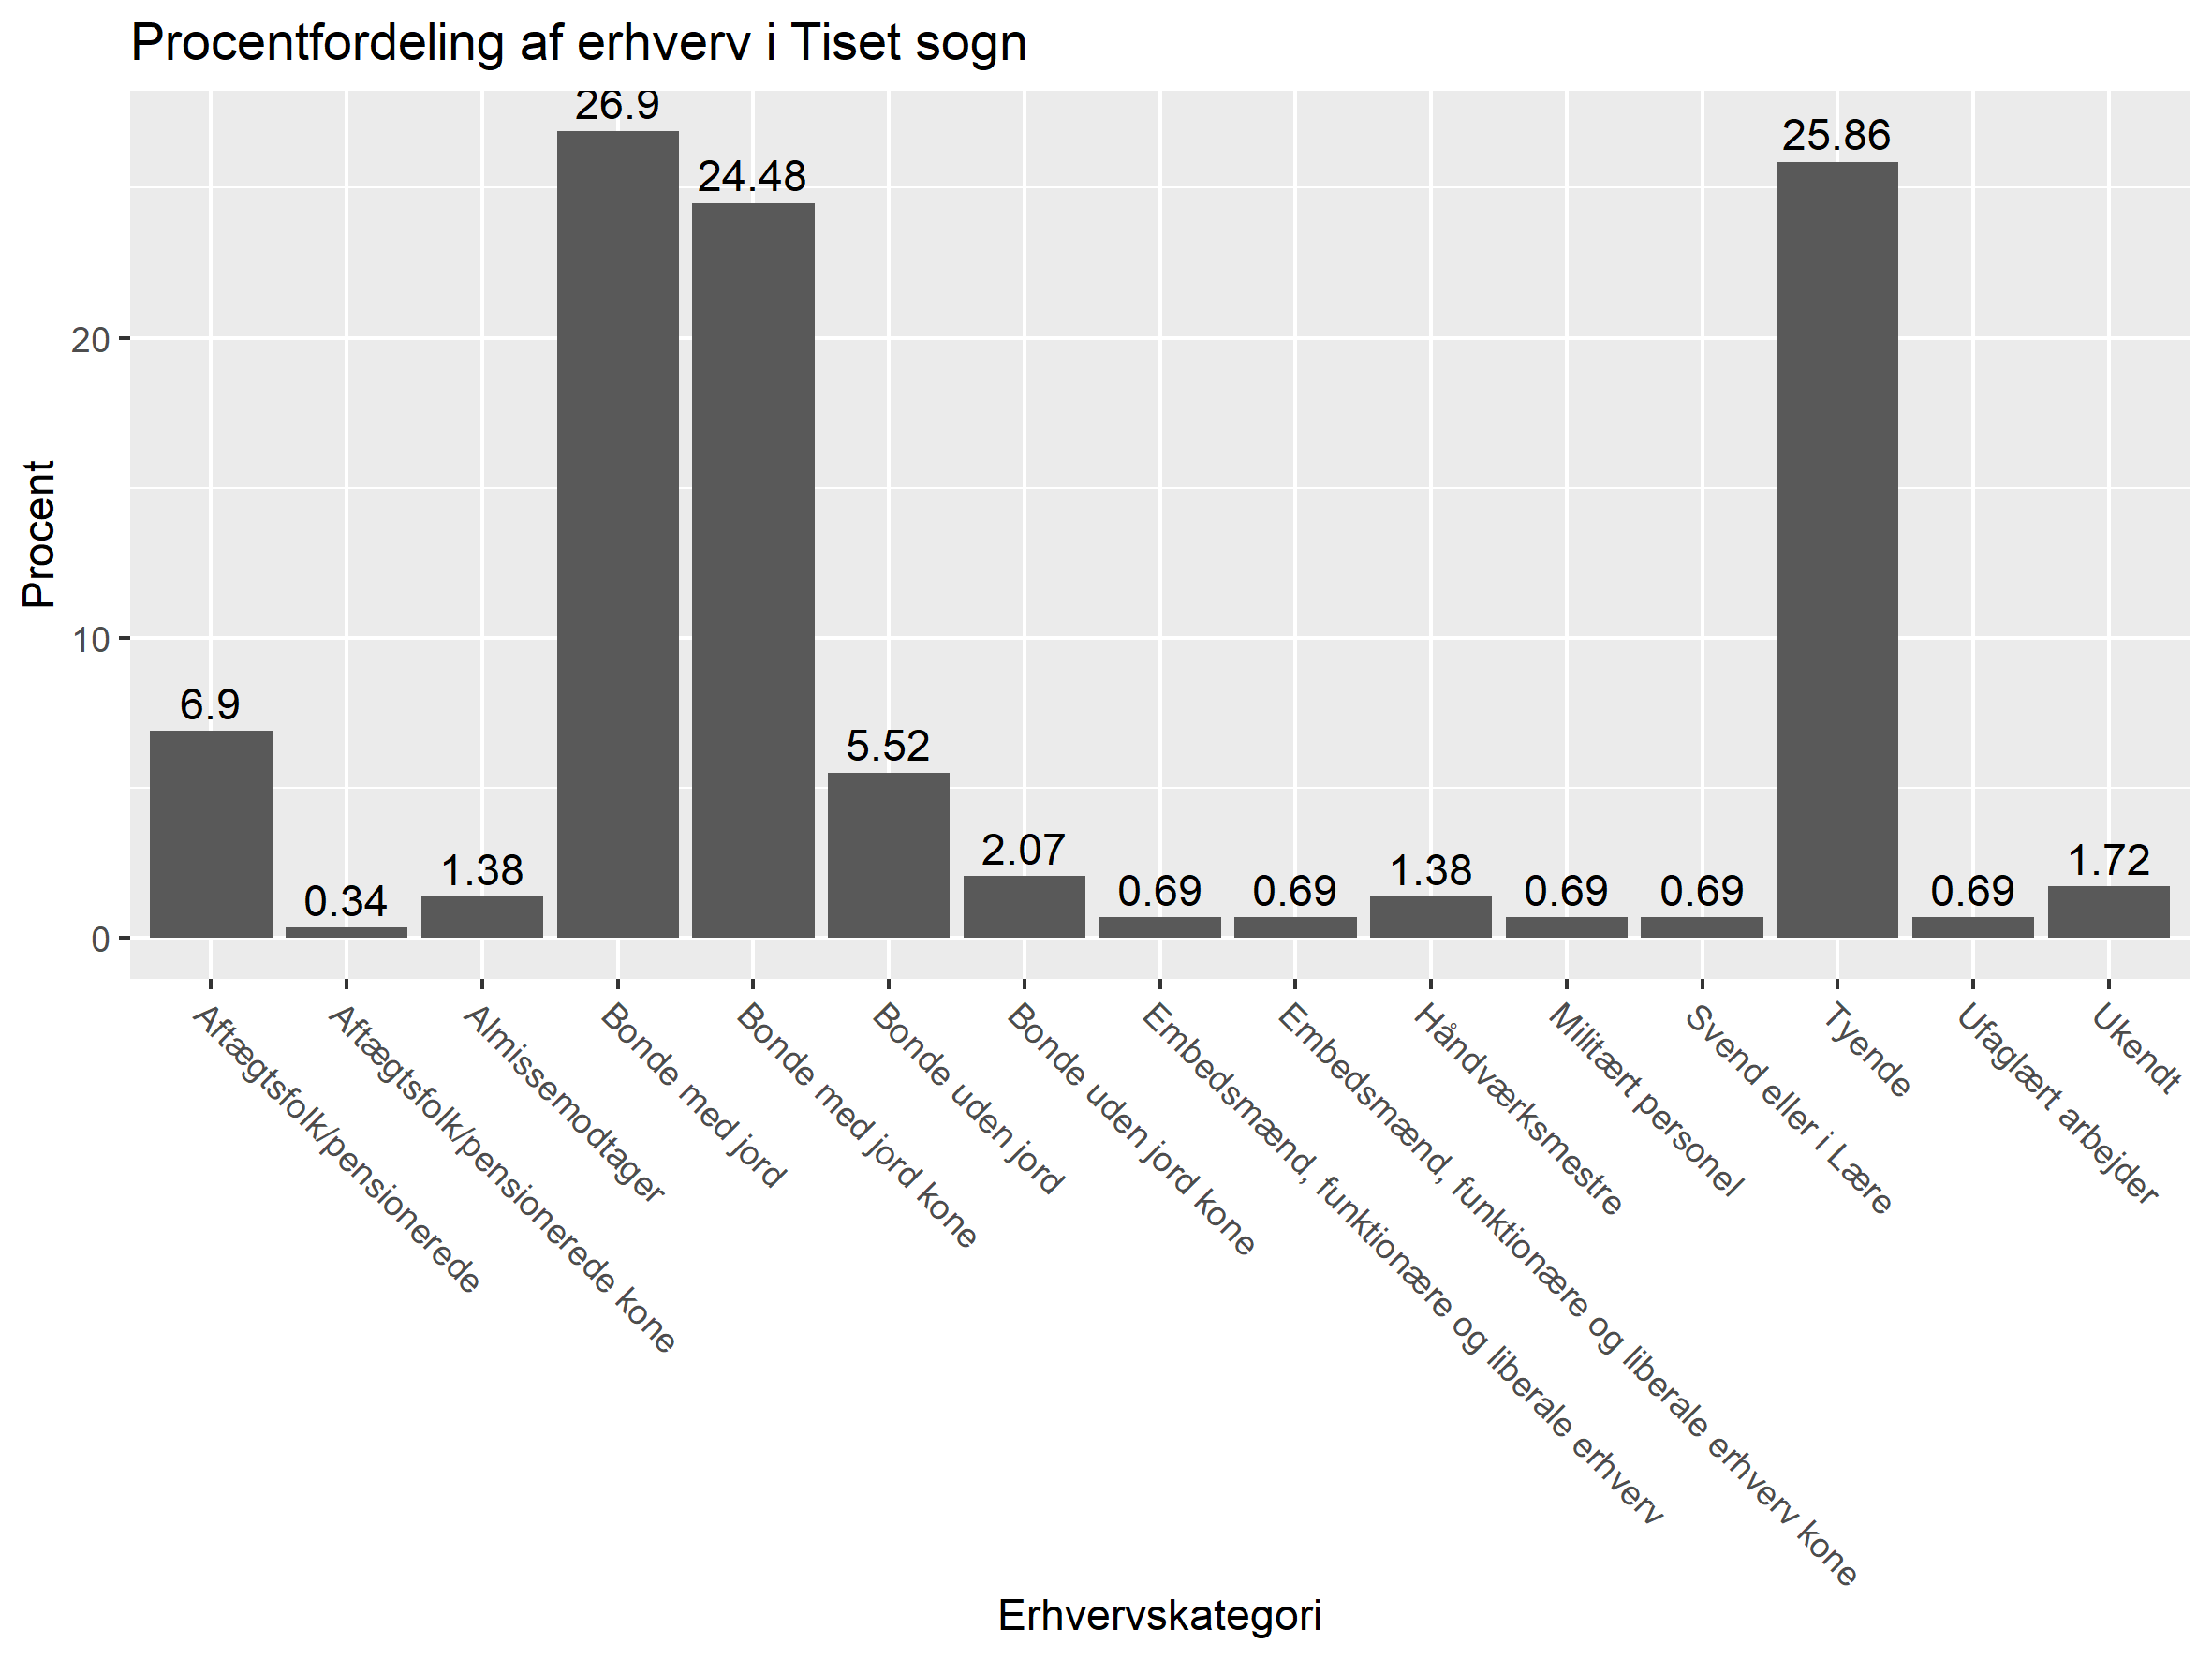 Procentfordeling af erhverv i Tiset sogn
Procent
20
10
0
6.9
0.34
1.38
26.9
24.48
5.52
2.07
0.69
0.69
1.38
0.69
0.69
25.86
0.69
1.72
Aftægtsfolk/pensionerede
Aftægtsfolk/pensionerede kone
Almissemodtager
Bonde med jord
Bonde med jord kone
Bonde uden jord
Bonde uden jord kone
Embedsmænd, funktionære og liberale erhverv
Embedsmænd, funktionære og liberale erhverv kone
Håndværksmestre
Militært personel
Svend eller i Lære
Tyende
Ufaglært arbejder
Ukendt
Erhvervskategori